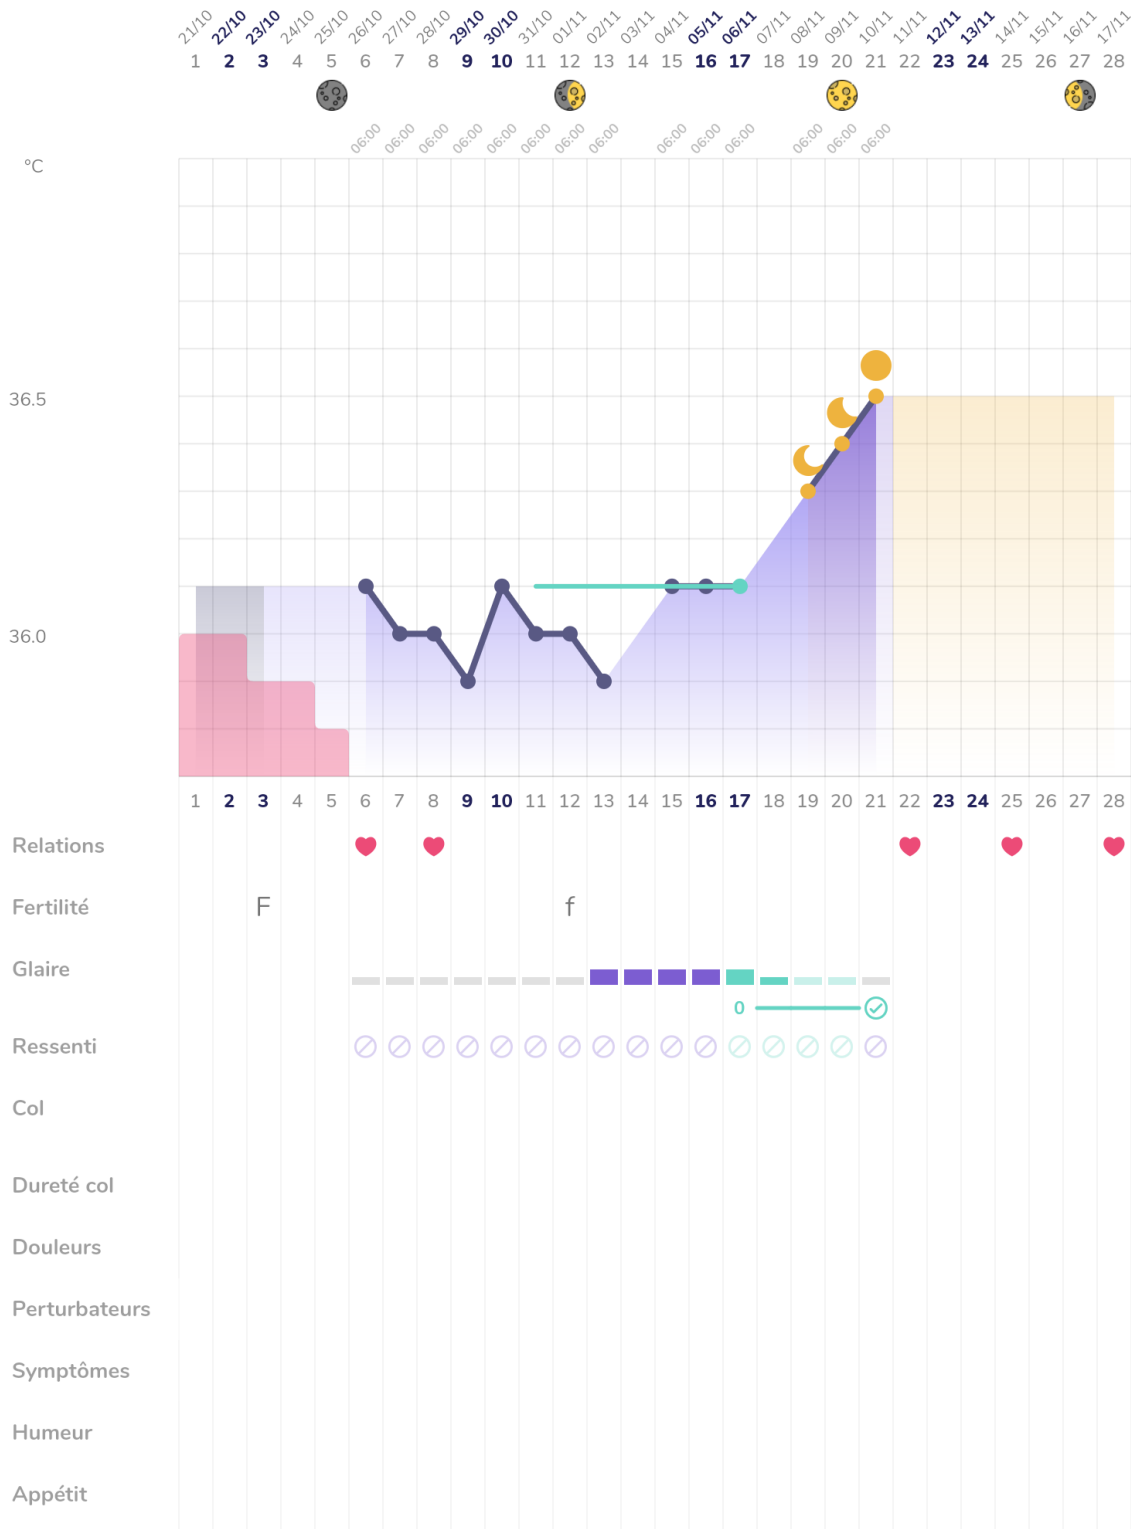 21/10 22/10 23/10 24/10 25/10 26/10 27/10 28/10 29/10 30/10 31/10 01/11 02/11 03/11 04/11 05/11 06/11 07/11 08/11 09/11 10/11 11/11 12/11 13/11 14/11 15/11 16/11 17/11
1 2 3 4 5 6 7 8 9 10 11 12 13 14 15 16 17 18 19 20 21 22 23 24 25 26 27 28
06:00 06:00 06:00 06:00 06:00 06:00 06:00 06:00 06:00 06:00 06:00 06:00 06:00 06:00
°C
36.5
36.0
1 2 3 4 5 6 7 8 9 10 11 12 13 14 15 16 17 18 19 20 21 22 23 24 25 26 27 28
Relations
Fertilité F f
Glaire
0
Ressenti
Col
Dureté col
Douleurs
Perturbateurs
Symptômes
Humeur
Appétit